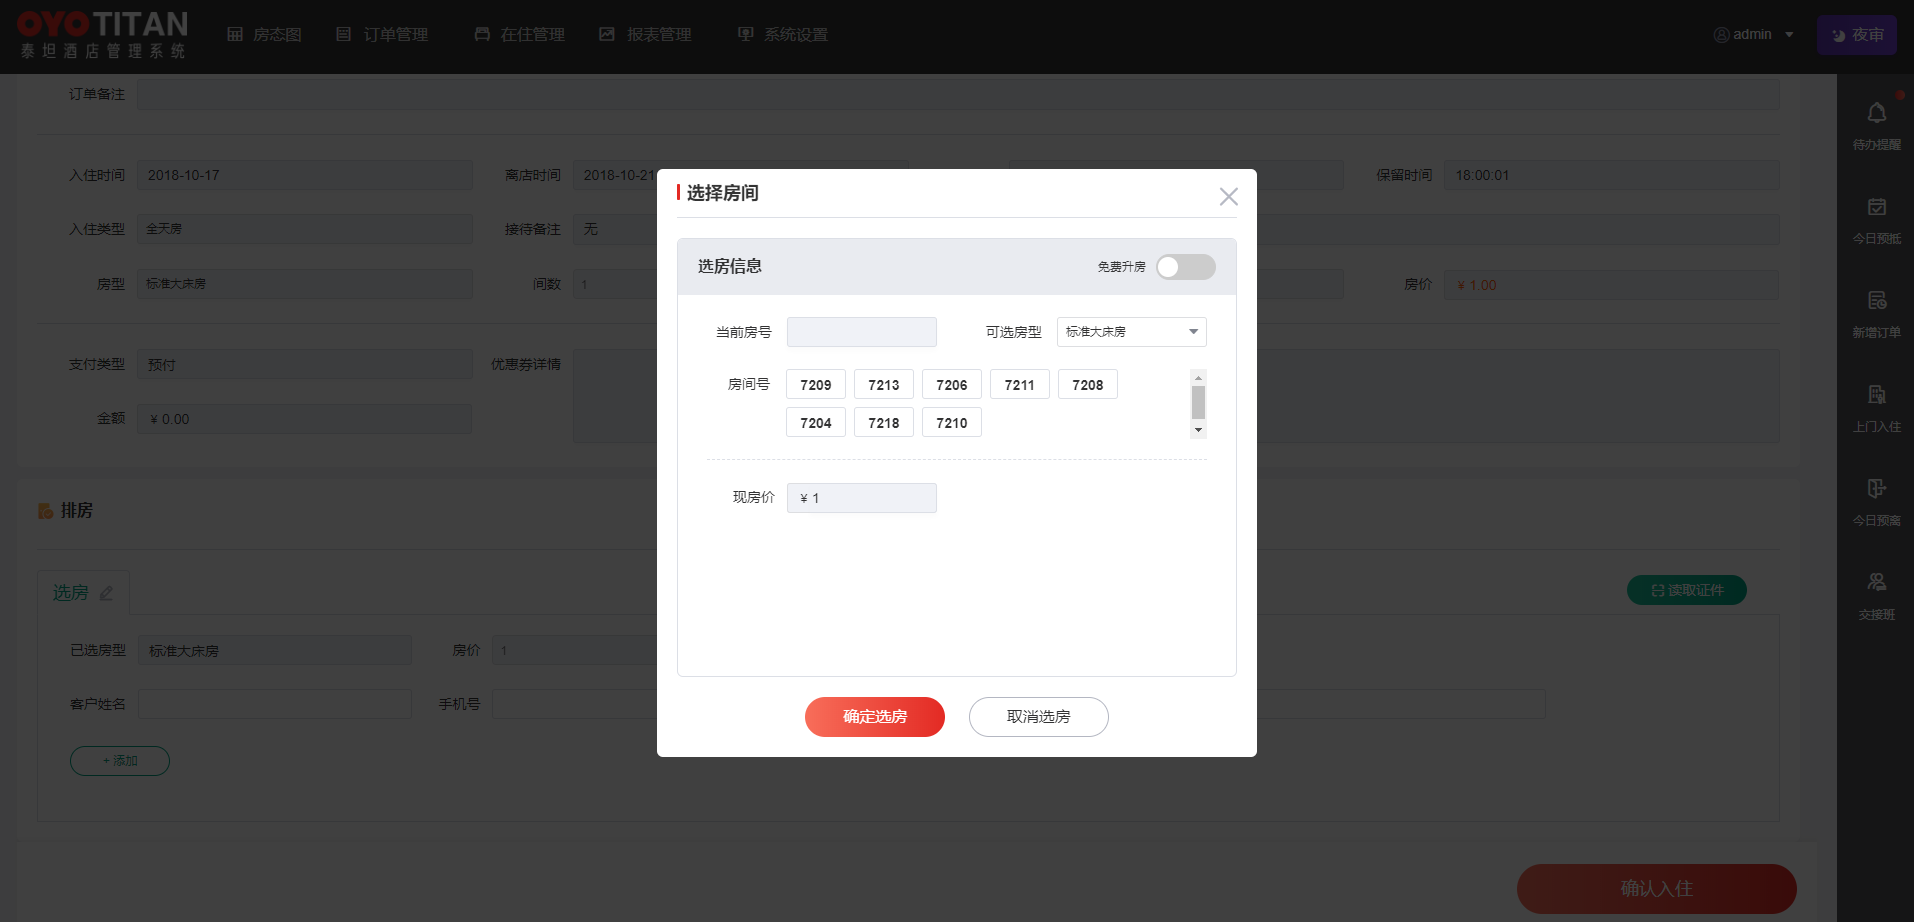 OYO TITAN
泰坦酒店管理系统
房态图 订单管理 在住管理 报表管理 系统设置
admin 夜审
订单备注
入住时间 2018-10-17 离店时间 2018-10-21 保留时间 18:00:01
入住类型 全天房 接待备注 无
房型 标准大床房 间数 1 房价 ¥ 1.00
支付类型 预付 优惠券详情
金额 ¥ 0.00
选择房间
选房信息 免费升房
当前房号 可选房型 标准大床房
房间号 7209 7213 7206 7211 7208
7204 7218 7210
现房价 ¥ 1
确定选房 取消选房
排房
选房 读取证件
已选房型 标准大床房 房价 1
客户姓名 手机号
+ 添加
确认入住
待办提醒
今日预抵
新增订单
上门入住
今日预离
交接班